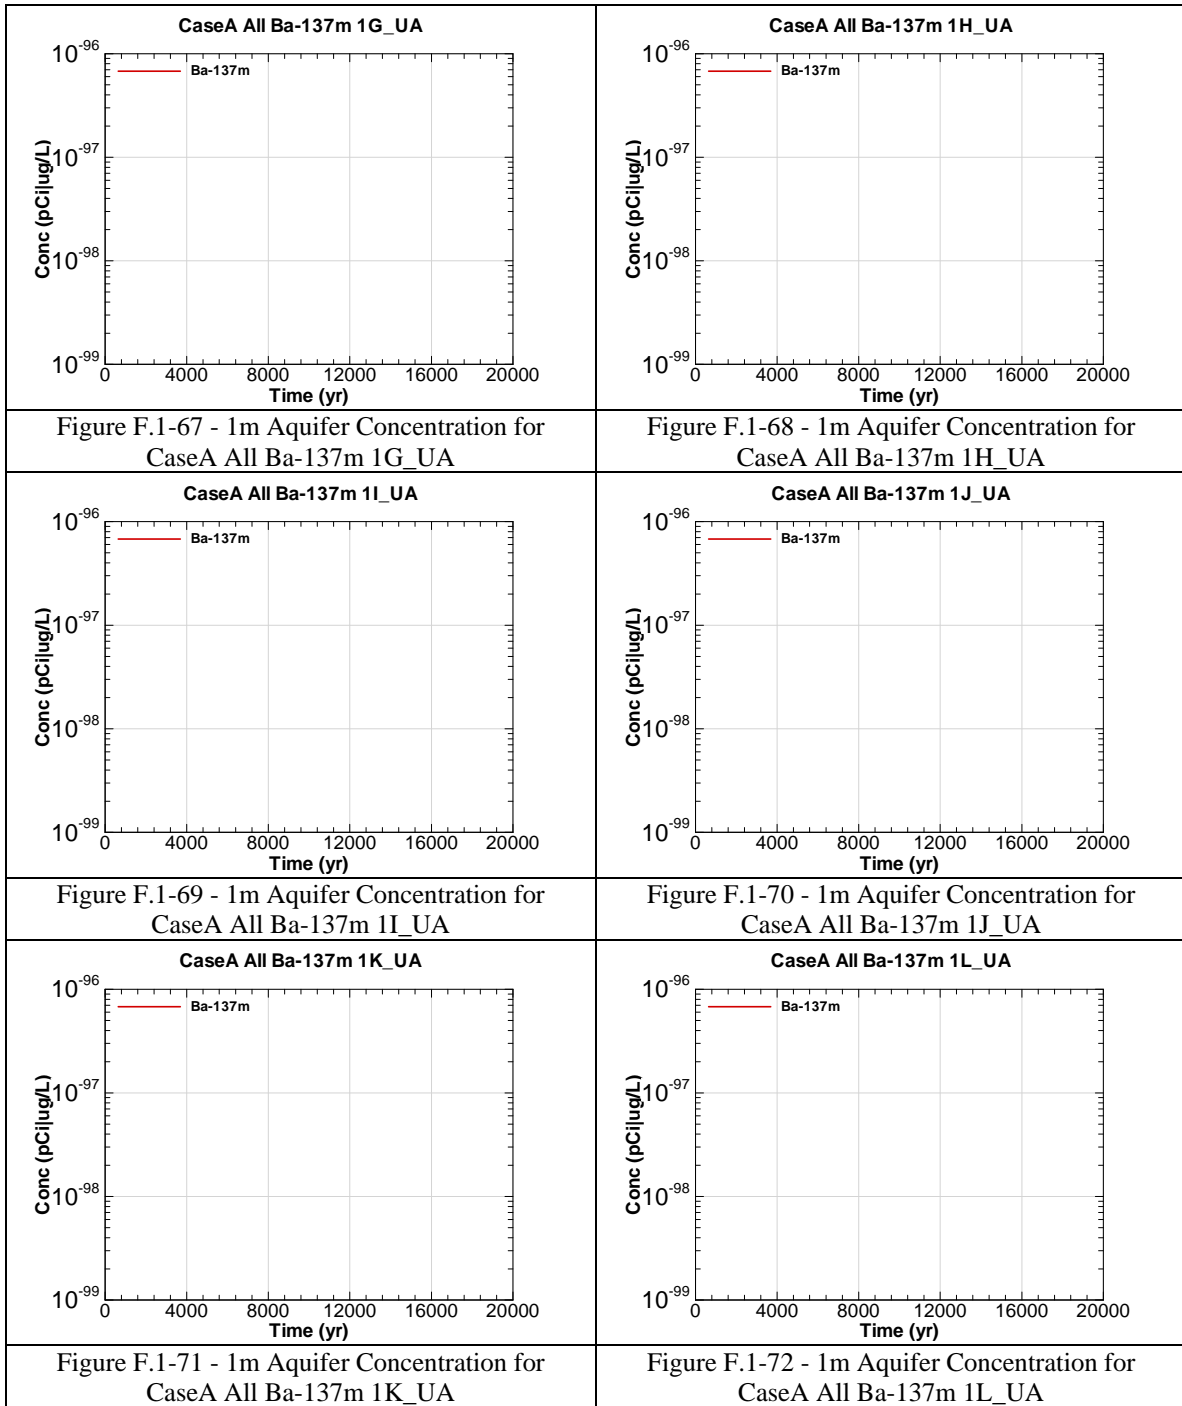 CaseA All Ba-137m 1G_UA
10-96
Ba-137m
10-97
10-98
10-99
Conc (pCi|ug/L)
0 4000 8000 12000 16000 20000
Time (yr)
Figure F.1-67 - 1m Aquifer Concentration for
CaseA All Ba-137m 1G_UA
CaseA All Ba-137m 1H_UA
10-96
Ba-137m
10-97
10-98
10-99
Conc (pCi|ug/L)
0 4000 8000 12000 16000 20000
Time (yr)
Figure F.1-68 - 1m Aquifer Concentration for
CaseA All Ba-137m 1H_UA
CaseA All Ba-137m 1I_UA
10-96
Ba-137m
10-97
10-98
10-99
Conc (pCi|ug/L)
0 4000 8000 12000 16000 20000
Time (yr)
Figure F.1-69 - 1m Aquifer Concentration for
CaseA All Ba-137m 1I_UA
CaseA All Ba-137m 1J_UA
10-96
Ba-137m
10-97
10-98
10-99
Conc (pCi|ug/L)
0 4000 8000 12000 16000 20000
Time (yr)
Figure F.1-70 - 1m Aquifer Concentration for
CaseA All Ba-137m 1J_UA
CaseA All Ba-137m 1K_UA
10-96
Ba-137m
10-97
10-98
10-99
Conc (pCi|ug/L)
0 4000 8000 12000 16000 20000
Time (yr)
Figure F.1-71 - 1m Aquifer Concentration for
CaseA All Ba-137m 1K_UA
CaseA All Ba-137m 1L_UA
10-96
Ba-137m
10-97
10-98
10-99
Conc (pCi|ug/L)
0 4000 8000 12000 16000 20000
Time (yr)
Figure F.1-72 - 1m Aquifer Concentration for
CaseA All Ba-137m 1L_UA